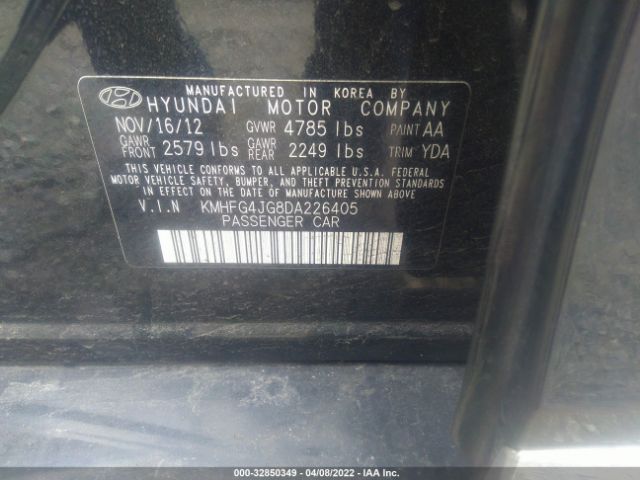 MANUFACTURED IN KOREA BY
HYUNDAI MOTOR COMPANY
NOV/16/12 GVWR 4785 lbs PAINT AA
GAWR FRONT 2579 lbs GAWR REAR 2249 lbs TRIM YDA
THIS VEHICLE CONFORMS TO ALL APPLICABLE U.S.A. FEDERAL
MOTOR VEHICLE SAFETY, BUMPER, AND THEFT PREVENTION
STANDARDS IN EFFECT ON THE DATE OF MANUFACTURE SHOWN ABOVE.
V.I.N KMHFG4JG8DA226405
PASSENGER CAR
000-32850349 - 04/08/2022 - IAA Inc.